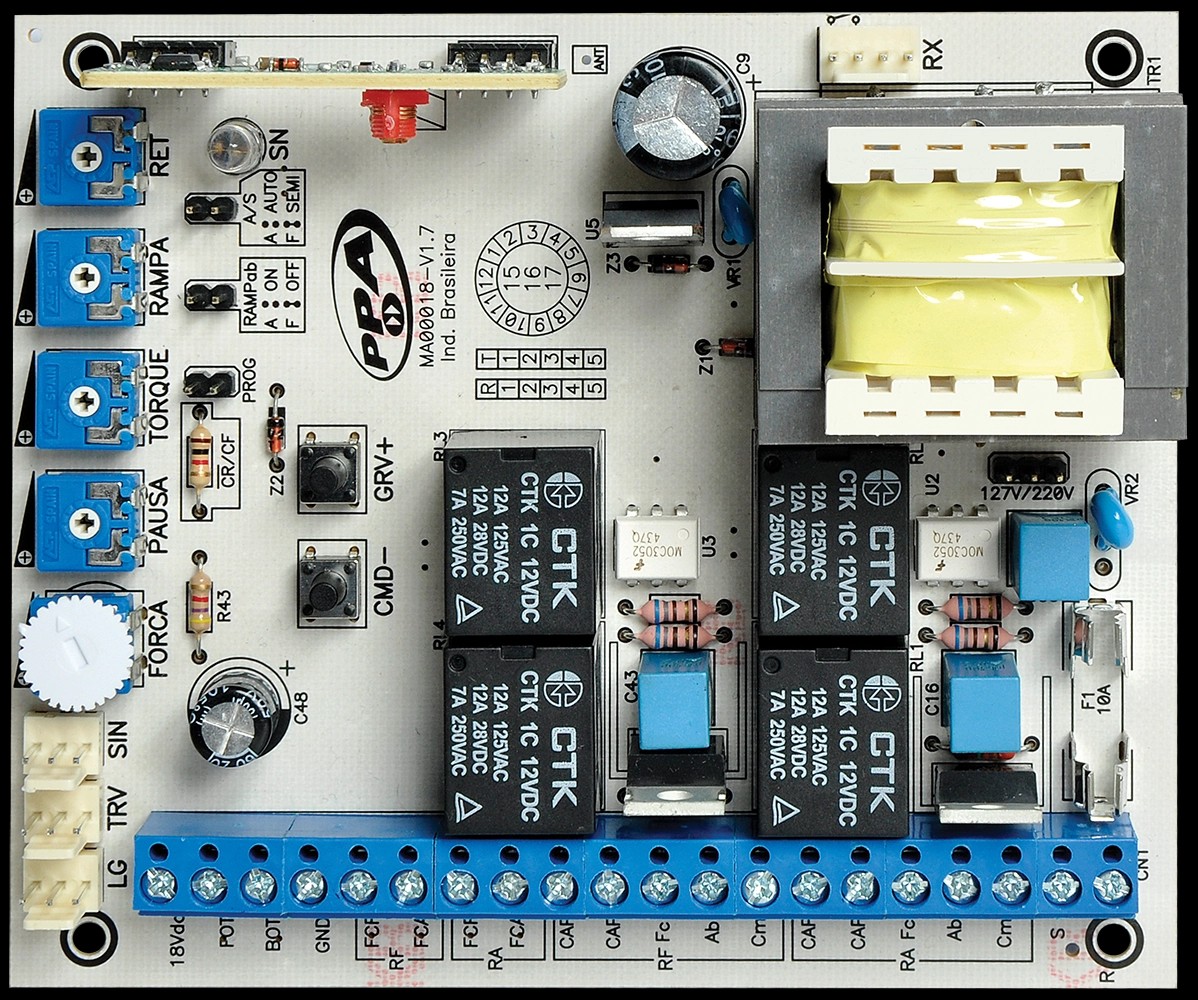 ANT
C9
+
RX
TR1
RET
SN
A/S
A : AUTO
F : SEMI
RAMPA
RAMPab
A : ON
F : OFF
PPA
MA00018-V1.7
Ind. Brasileira
1 2 3 4 5 6 7 8 9 10 11 12
15
16
17
T 1 2 3 4 5
R 1 2 3 4 5
U5
Z3
VR1
Z1
TORQUE
PROG
CR/CF
Z2
GRV+
PAUSA
CMD-
R43
FORCA
C48
+
RL3
CTK
CTK 1C 12VDC
12A 125VAC
12A 28VDC
7A 250VAC
MOC3052
437Q
U3
RL
CTK
CTK 1C 12VDC
12A 125VAC
12A 28VDC
7A 250VAC
U2
MOC3052
437Q
127V/220V
VR2
RL4
CTK
CTK 1C 12VDC
12A 125VAC
12A 28VDC
7A 250VAC
C43
RL1
CTK
CTK 1C 12VDC
12A 125VAC
12A 28VDC
7A 250VAC
C16
F1
10A
SIN
TRV
LG
CN1
18Vdc
POT
BOT
GND
FCF
FCA
FCF
FCA
CAP
CAP
Fc
Ab
Cm
CAP
CAP
Fc
Ab
Cm
S
R
RF
RA
RF
RA